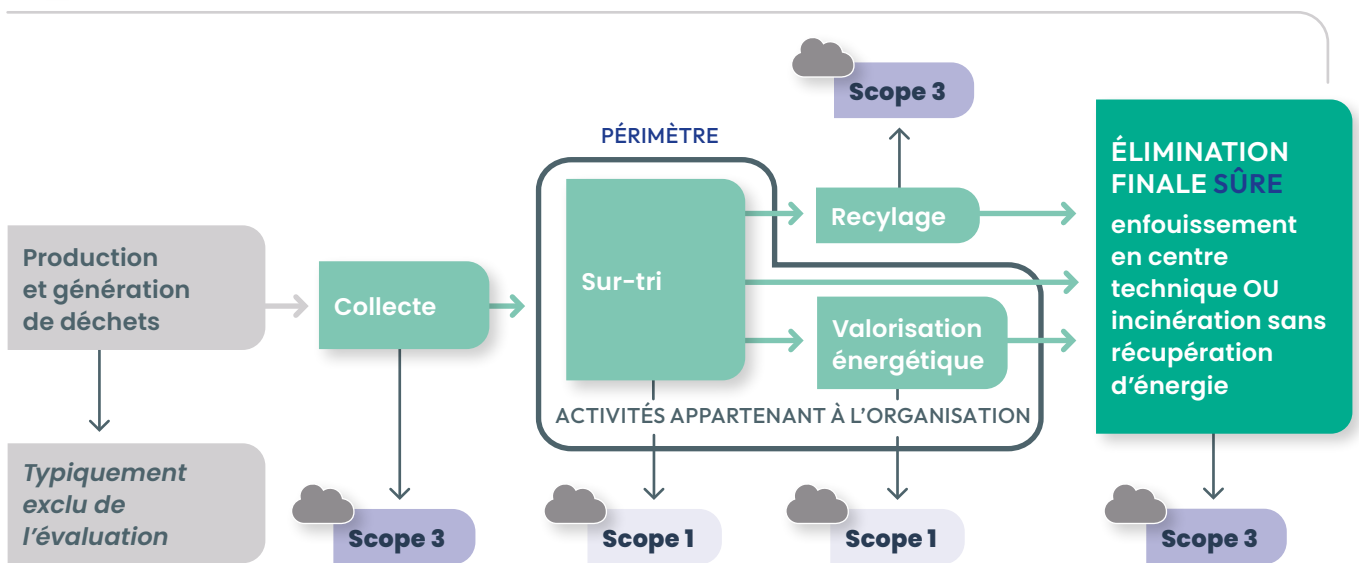 Scope 3
PÉRIMÈTRE
Production
et génération
de déchets
Collecte
Sur-tri
Recylage
Valorisation
énergétique
ACTIVITÉS APPARTENANT À L'ORGANISATION
ÉLIMINATION
FINALE SÛRE
enfouissement
en centre
technique OU
incinération sans
récupération
d'énergie
Typiquement
exclu de
l'évaluation
Scope 3
Scope 1
Scope 1
Scope 3